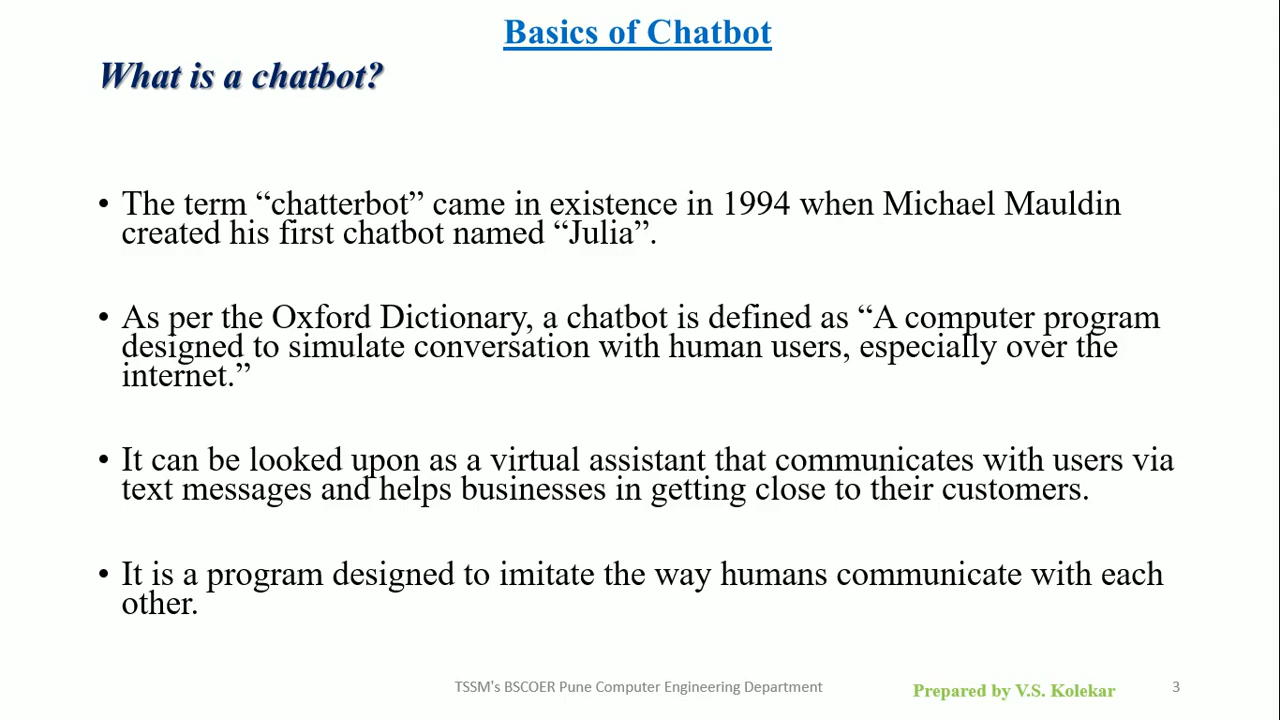 Basics of Chatbot
What is a chatbot?
• The term “chatterbot” came in existence in 1994 when Michael Mauldin
created his first chatbot named “Julia”.
• As per the Oxford Dictionary, a chatbot is defined as “A computer program
designed to simulate conversation with human users, especially over the
internet.”
• It can be looked upon as a virtual assistant that communicates with users via
text messages and helps businesses in getting close to their customers.
• It is a program designed to imitate the way humans communicate with each
other.
TSSM's BSCOER Pune Computer Engineering Department
Prepared by V.S. Kolekar
3